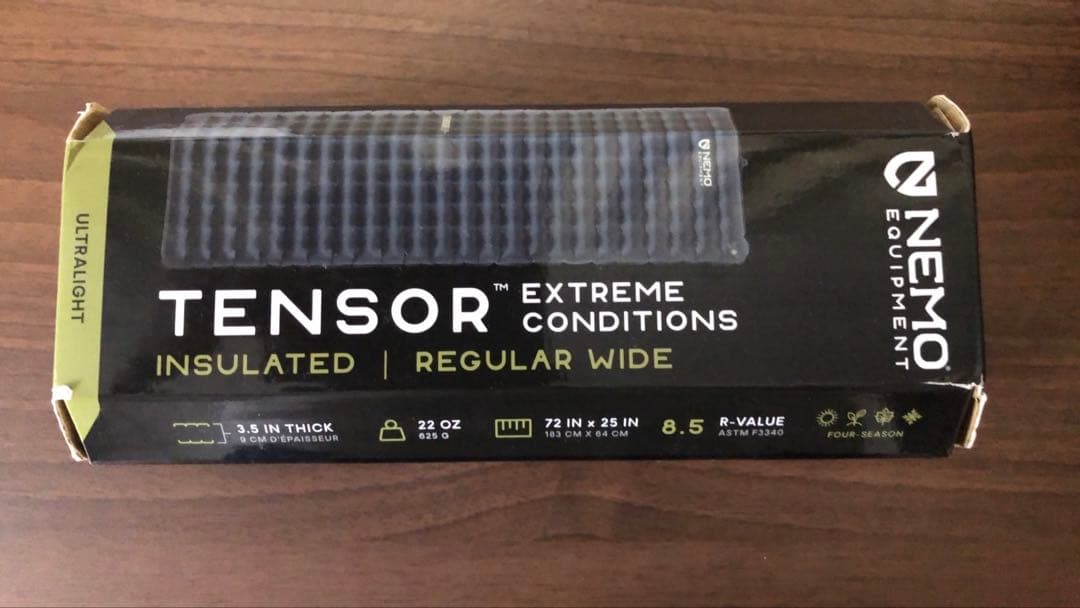 ULTRALIGHT
NEMO
TENSOR™ EXTREME CONDITIONS
INSULATED | REGULAR WIDE
3.5 IN THICK
9 CM D'ÉPAISSEUR
22 OZ
625 G
72 IN x 25 IN
183 CM X 64 CM
8.5 R-VALUE
ASTM F3340
FOUR-SEASON
NEMO®
EQUIPMENT